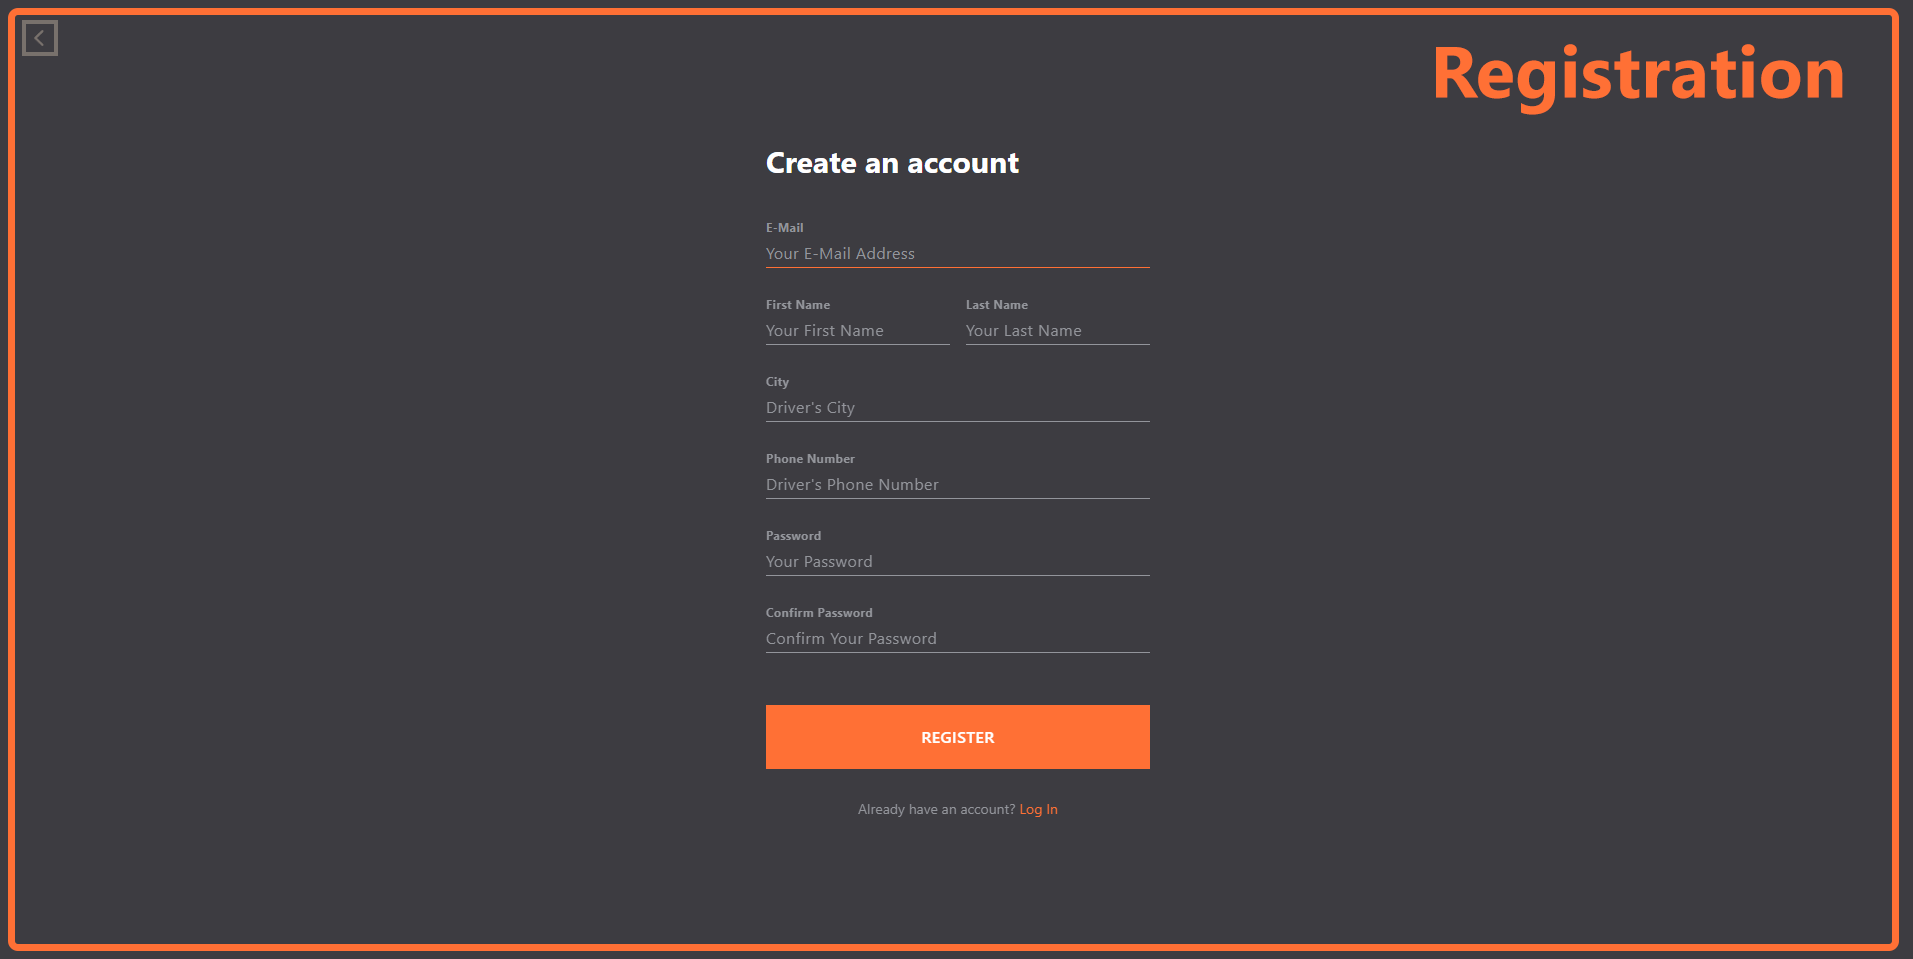 Registration
Create an account
E-Mail
Your E-Mail Address
First Name Last Name
Your First Name Your Last Name
City
Driver's City
Phone Number
Driver's Phone Number
Password
Your Password
Confirm Password
Confirm Your Password
REGISTER
Already have an account? Log In